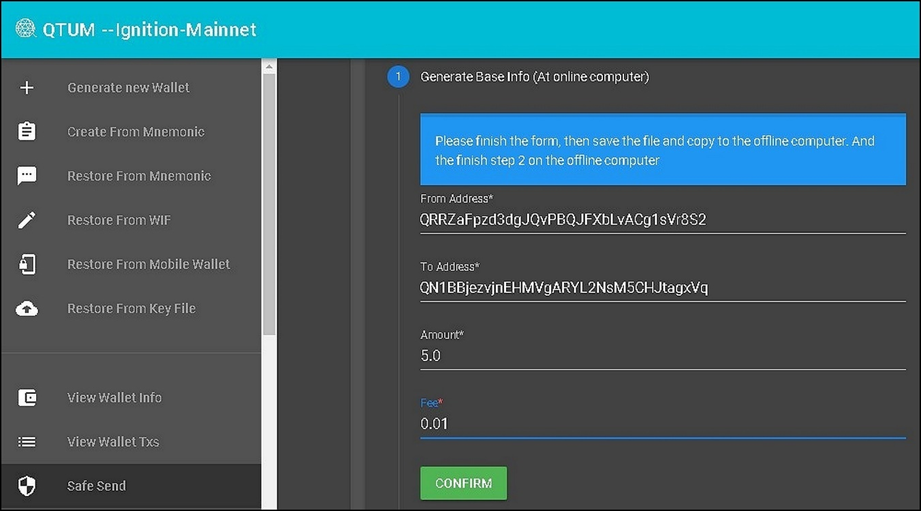 QTUM --Ignition-Mainnet
Generate new Wallet
Create From Mnemonic
Restore From Mnemonic
Restore From WIF
Restore From Mobile Wallet
Restore From Key File
View Wallet Info
View Wallet Txs
Safe Send
1 Generate Base Info (At online computer)
Please finish the form, then save the file and copy to the offline computer. And
the finish step 2 on the offline computer
From Address*
QRRZaFpzd3dgJQvPBQJFXbLvACg1sVr8S2
To Address*
QN1BBjezvjnEHMVgARYL2NsM5CHJtagxVq
Amount*
5.0
Fee*
0.01
CONFIRM